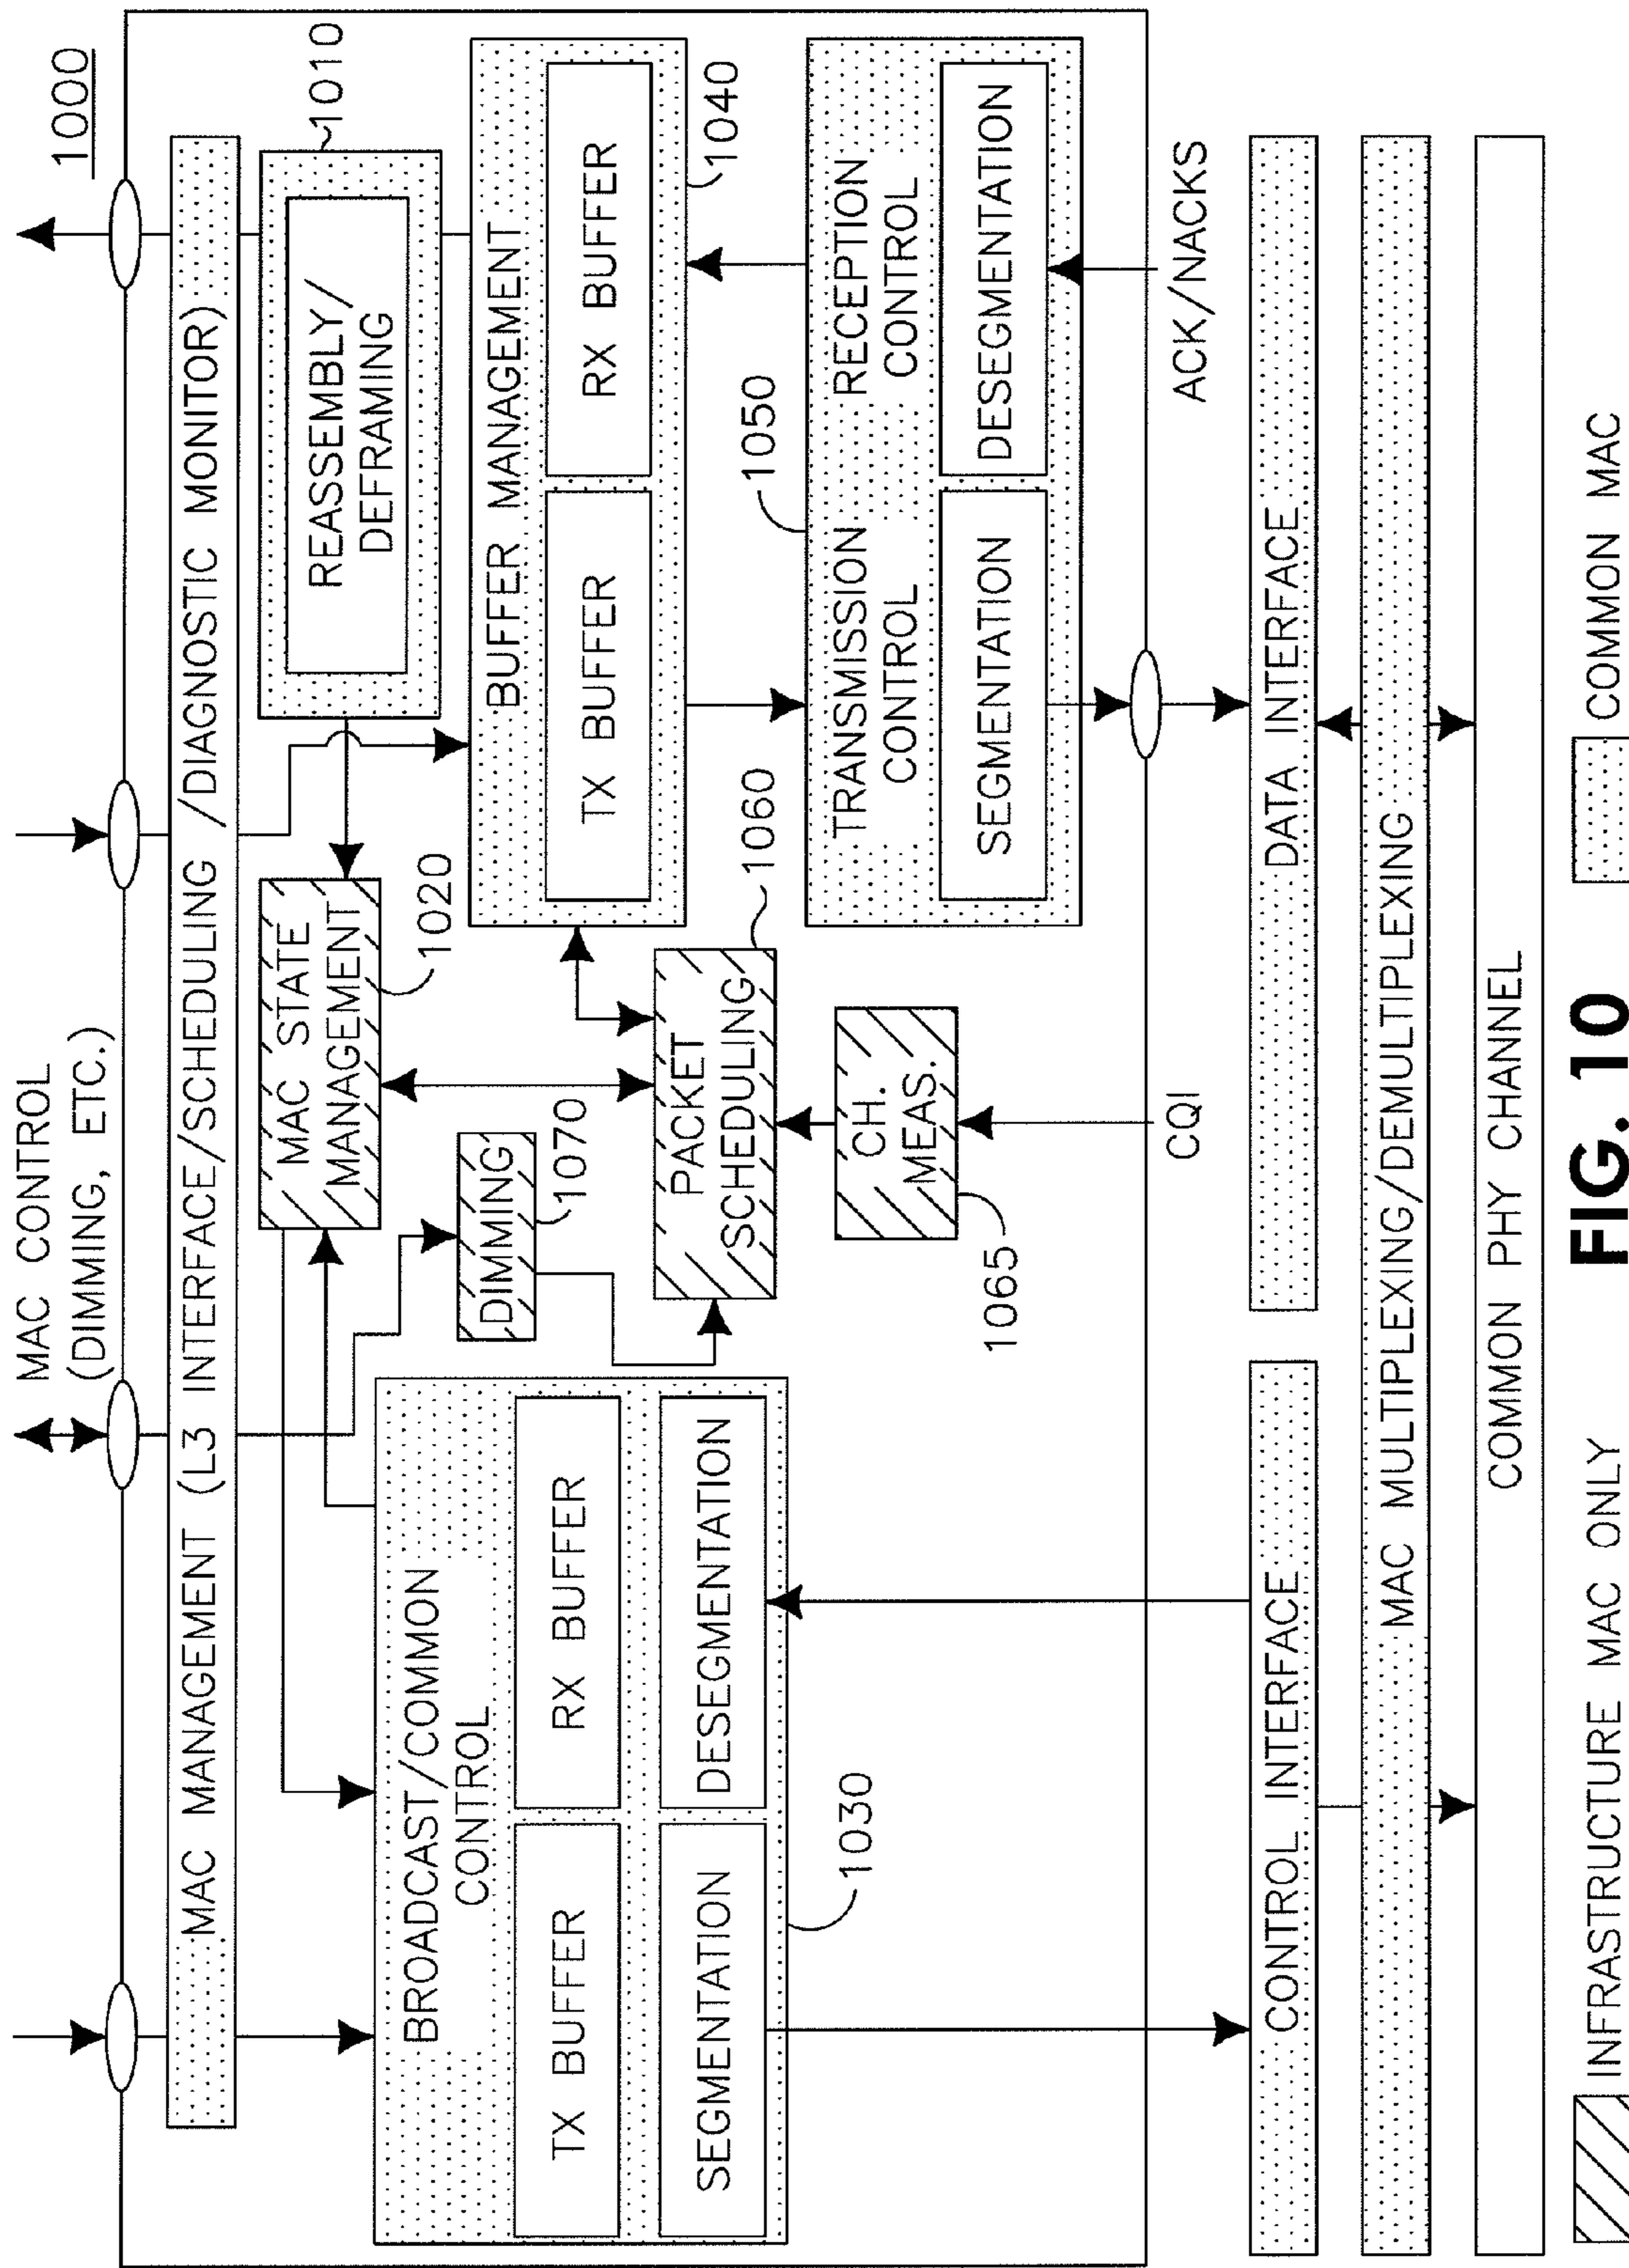 1000
MAC CONTROL
(DIMMING, ETC.)
MAC MANAGEMENT (L3 INTERFACE/SCHEDULING /DIAGNOSTIC MONITOR)
1010
REASSEMBLY/
DEFRAMING
MAC STATE
MANAGEMENT
1020
BROADCAST/COMMON
CONTROL
TX BUFFER
RX BUFFER
SEGMENTATION
DESEGMENTATION
1030
DIMMING
1070
BUFFER MANAGEMENT
TX BUFFER
RX BUFFER
1040
PACKET
SCHEDULING
1060
CH.
MEAS.
1065
1050
TRANSMISSION
CONTROL
RECEPTION
CONTROL
SEGMENTATION
DESEGMENTATION
CQI
ACK/NACKS
CONTROL INTERFACE
DATA INTERFACE
MAC MULTIPLEXING/DEMULTIPLEXING
COMMON PHY CHANNEL
INFRASTRUCTURE MAC ONLY
COMMON MAC
FIG. 10